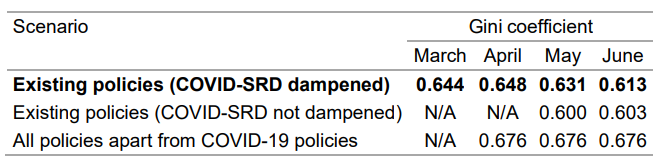 Scenario Gini coefficient
March April May June
Existing policies (COVID-SRD dampened) 0.644 0.648 0.631 0.613
Existing policies (COVID-SRD not dampened) N/A N/A 0.600 0.603
All policies apart from COVID-19 policies N/A 0.676 0.676 0.676